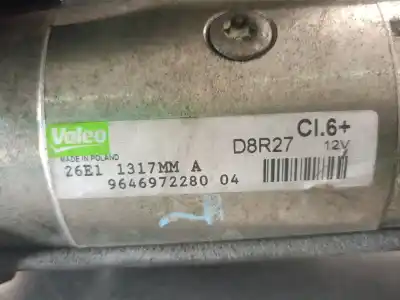 Valeo
MADE IN POLAND
D8R27 Cl.6+
12V
26E1 1317MM A
9646972280 04